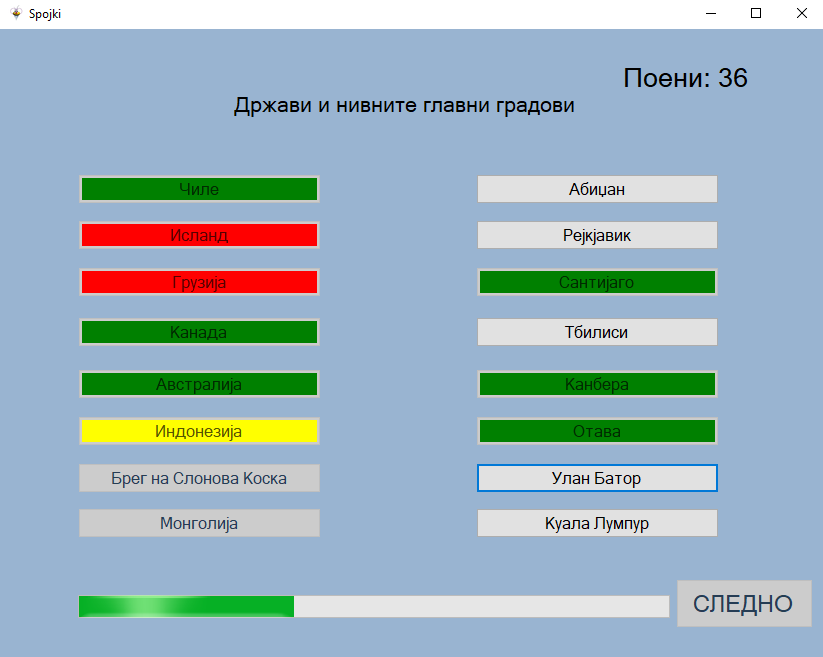 Spojki
Поени: 36
Држави и нивните главни градови
Чиле
Абиџан
Исланд
Рејкјавик
Грузија
Сантијаго
Канада
Тбилиси
Австралија
Канбера
Индонезија
Отава
Брег на Слонова Коска
Улан Батор
Монголија
Куала Лумпур
СЛЕДНО